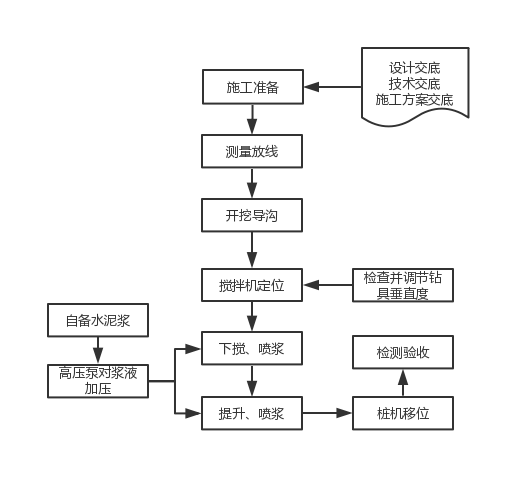 设计交底
技术交底
施工方案交底
施工准备
测量放线
开挖导沟
搅拌机定位
检查并调节钻
具垂直度
自备水泥浆
高压泵对浆液
加压
下搅、喷浆
提升、喷浆
检测验收
桩机移位